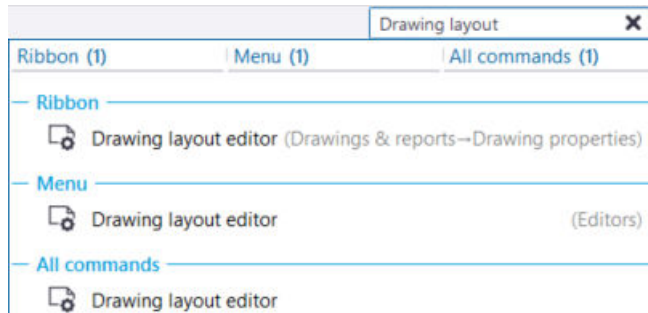 Drawing layout
Ribbon (1) Menu (1) All commands (1)
Ribbon
Drawing layout editor (Drawings & reports→Drawing properties)
Menu
Drawing layout editor (Editors)
All commands
Drawing layout editor